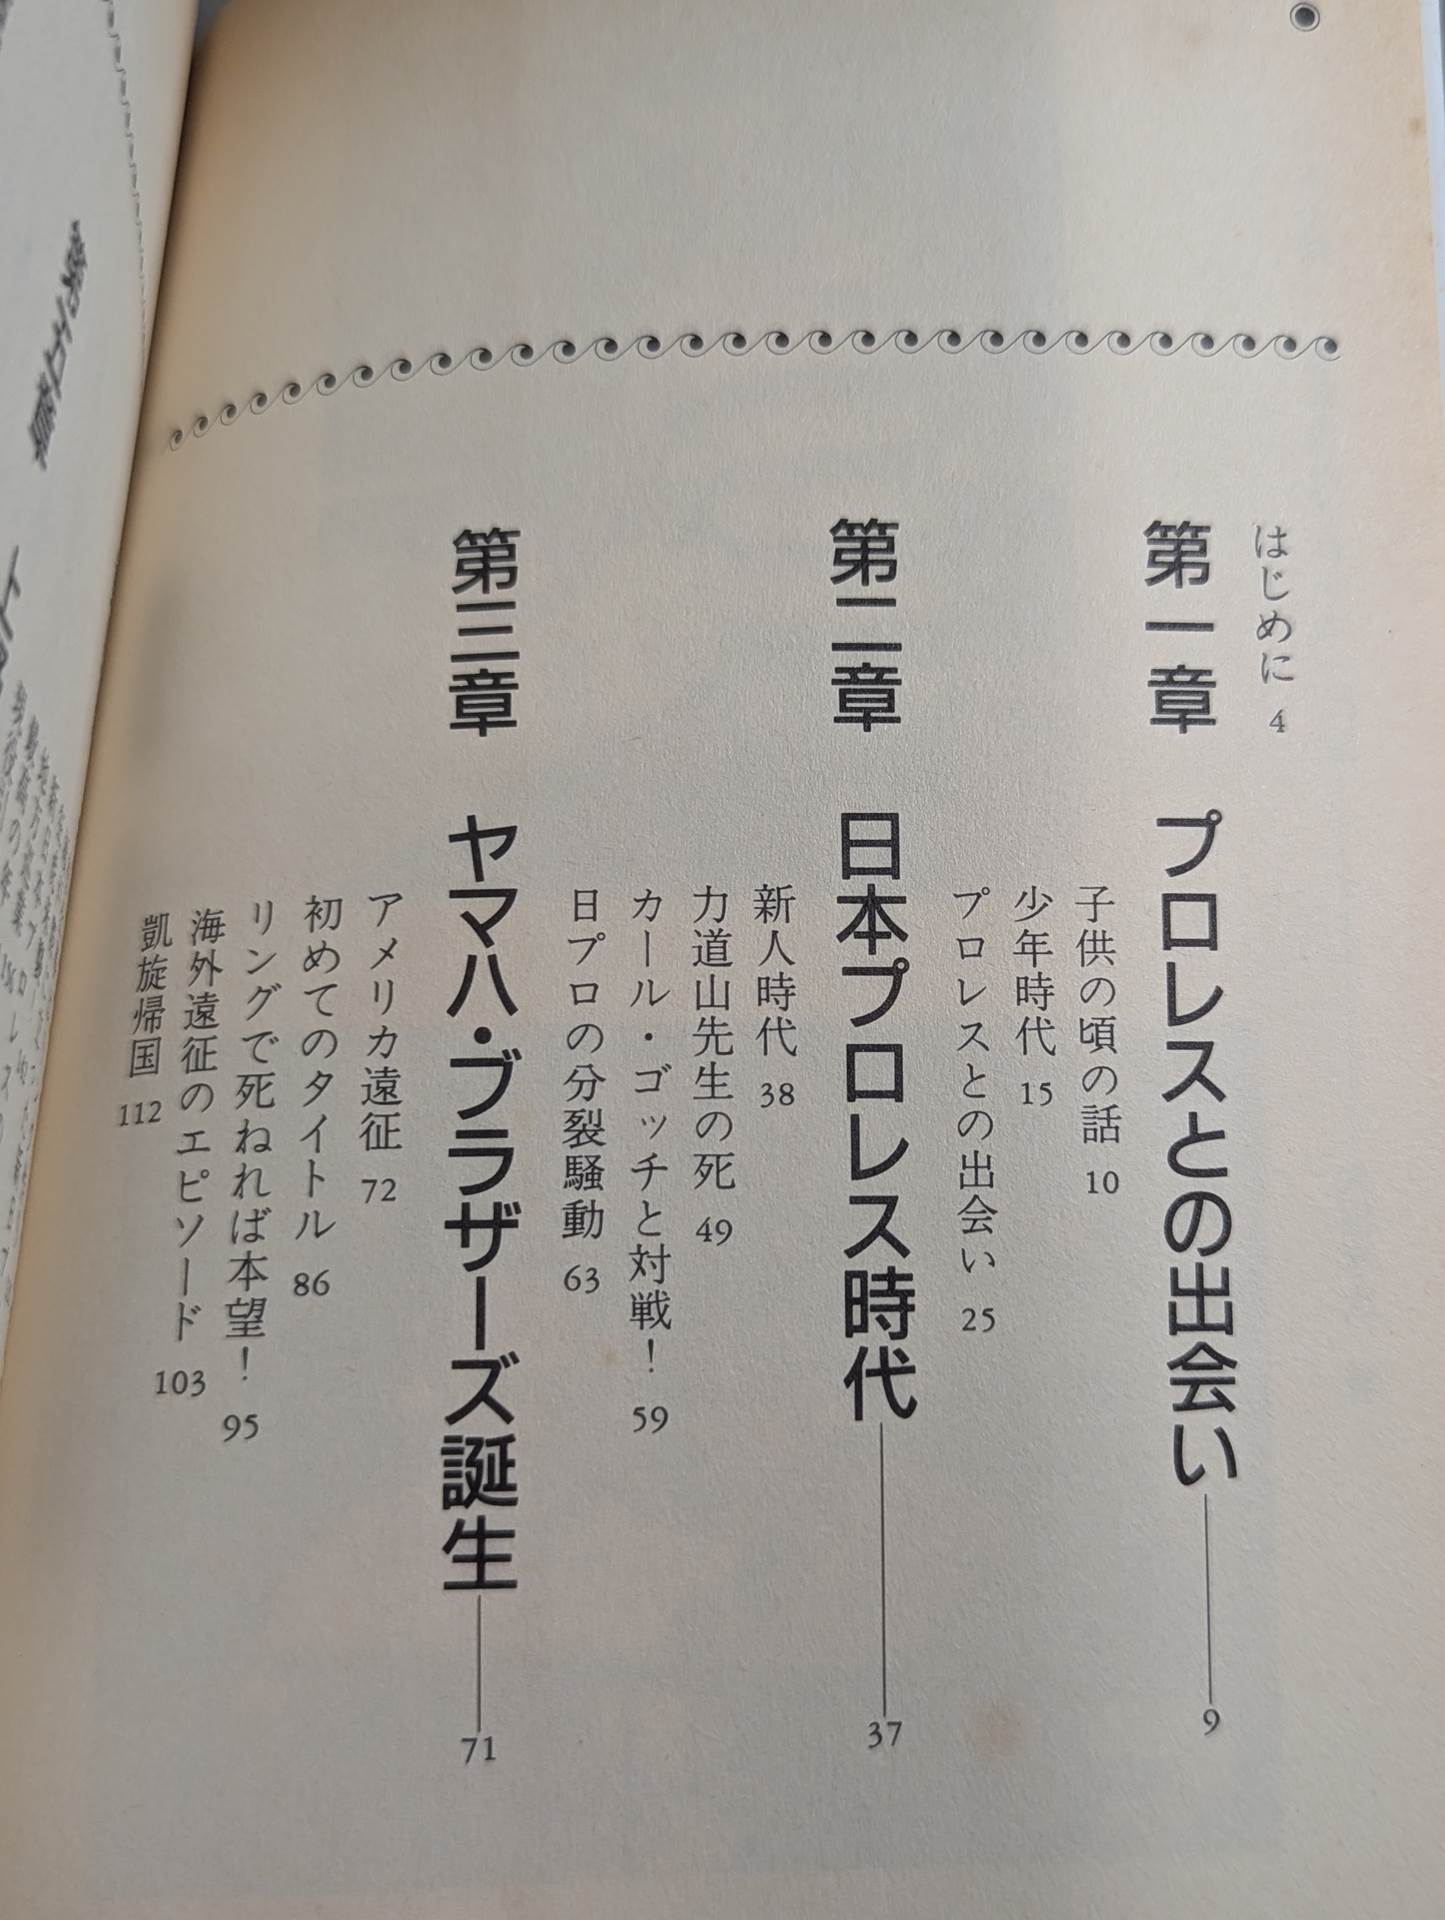 はじめに 4
第一章 プロレスとの出会い 9
子供の頃の話 10
少年時代 15
プロレスとの出会い 25
第二章 日本プロレス時代 37
新人時代 38
力道山先生の死 49
カール・ゴッチと対戦! 59
日プロの分裂騒動 63
第三章 ヤマハ・ブラザーズ誕生 71
アメリカ遠征 72
初めてのタイトル 86
リングで死ねれば本望! 95
海外遠征のエピソード 103
凱旋帰国 112